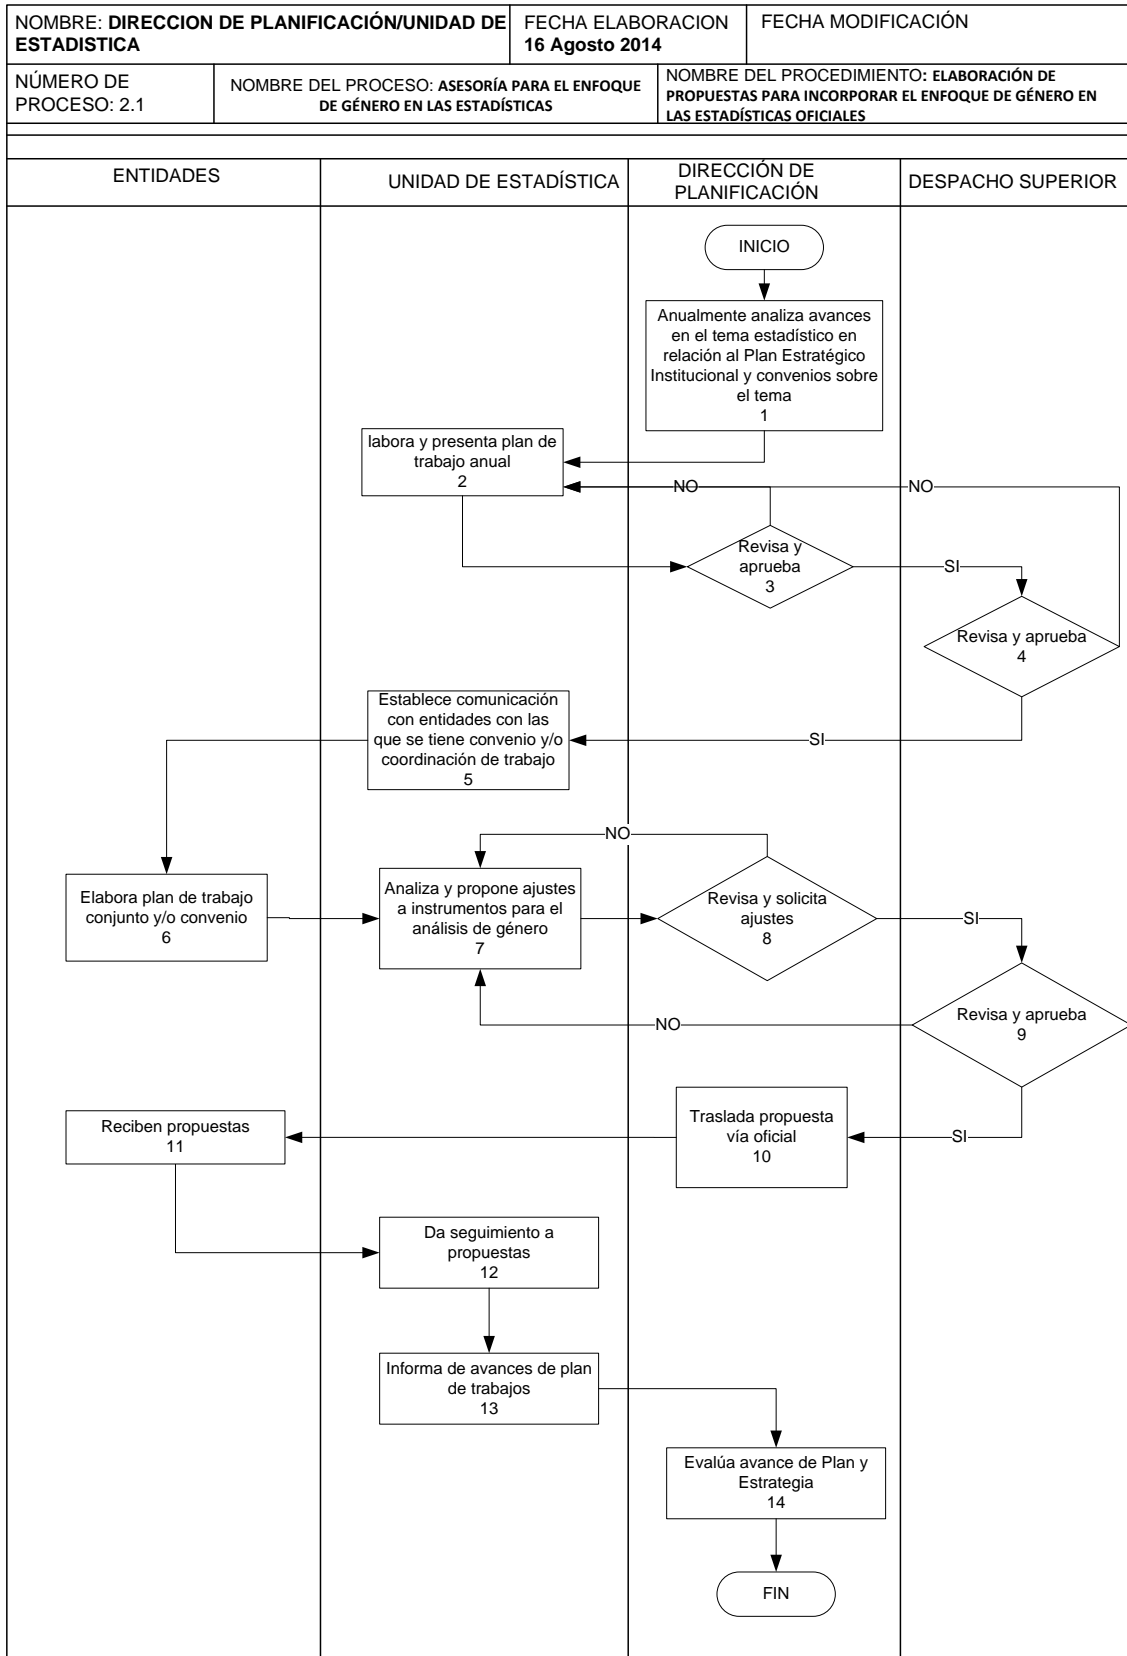 NOMBRE: DIRECCION DE PLANIFICACIÓN/UNIDAD DE
ESTADISTICA
FECHA ELABORACION
16 Agosto 2014
FECHA MODIFICACIÓN
NÚMERO DE
PROCESO: 2.1
NOMBRE DEL PROCESO: ASESORÍA PARA EL ENFOQUE
DE GÉNERO EN LAS ESTADÍSTICAS
NOMBRE DEL PROCEDIMIENTO: ELABORACIÓN DE
PROPUESTAS PARA INCORPORAR EL ENFOQUE DE GÉNERO EN
LAS ESTADÍSTICAS OFICIALES
ENTIDADES
UNIDAD DE ESTADÍSTICA
DIRECCIÓN DE
PLANIFICACIÓN
DESPACHO SUPERIOR
INICIO
Anualmente analiza avances
en el tema estadístico en
relación al Plan Estratégico
Institucional y convenios sobre
el tema
1
labora y presenta plan de
trabajo anual
2
NO
NO
Revisa y
aprueba
3
SI
Revisa y aprueba
4
Establece comunicación
con entidades con las
que se tiene convenio y/o
coordinación de trabajo
5
SI
NO
Elabora plan de trabajo
conjunto y/o convenio
6
Analiza y propone ajustes
a instrumentos para el
análisis de género
7
Revisa y solicita
ajustes
8
SI
Revisa y aprueba
9
NO
Traslada propuesta
vía oficial
10
SI
Reciben propuestas
11
Da seguimiento a
propuestas
12
Informa de avances de plan
de trabajos
13
Evalúa avance de Plan y
Estrategia
14
FIN